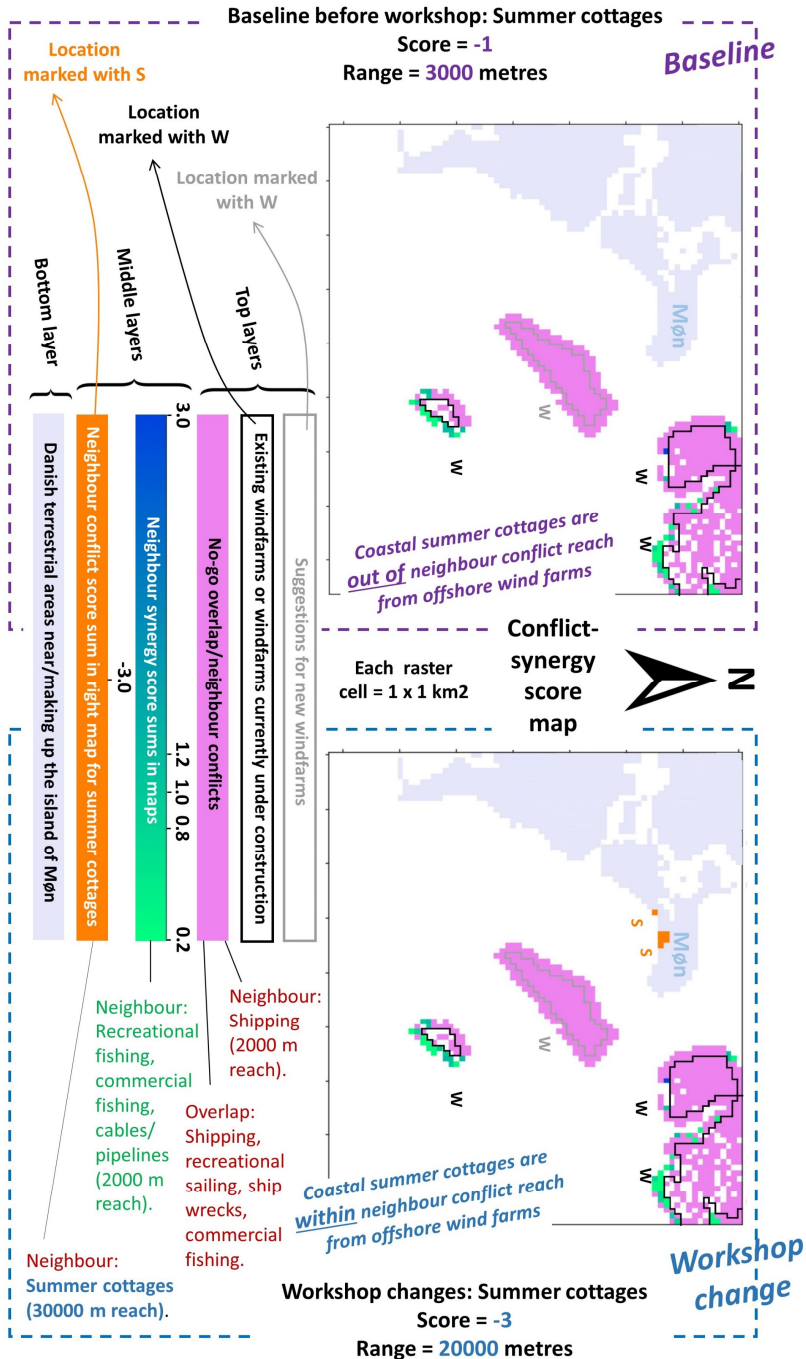 Baseline before workshop: Summer cottages
Score = -1
Range = 3000 metres
Baseline
Location
marked with S
Location
marked with W
Location marked
with W
Bottom layer
Middle layers
Top layers
Møn
W
W
W
W
Coastal summer cottages are
out of neighbour conflict reach
from offshore wind farms
Danish terrestrial areas near/making up the island of Møn
Neighbour conflict score sum in right map for summer cottages
-3.0
Neighbour synergy score sums in maps
3.0
1.2
1.0
0.8
0.2
No-go overlap/neighbour conflicts
Existing windfarms or windfarms currently under construction
Suggestions for new windfarms
Each raster
cell = 1 x 1 km2
Conflict-
synergy
score
map
N
Møn
S
S
W
W
W
W
Coastal summer cottages are
within neighbour conflict reach
from offshore wind farms
Neighbour:
Shipping
(2000 m
reach).
Neighbour:
Recreational
fishing,
commercial
fishing,
cables/
pipelines
(2000 m
reach).
Overlap:
Shipping,
recreational
sailing, ship
wrecks,
commercial
fishing.
Neighbour:
Summer cottages
(30000 m reach).
Workshop
change
Workshop changes: Summer cottages
Score = -3
Range = 20000 metres